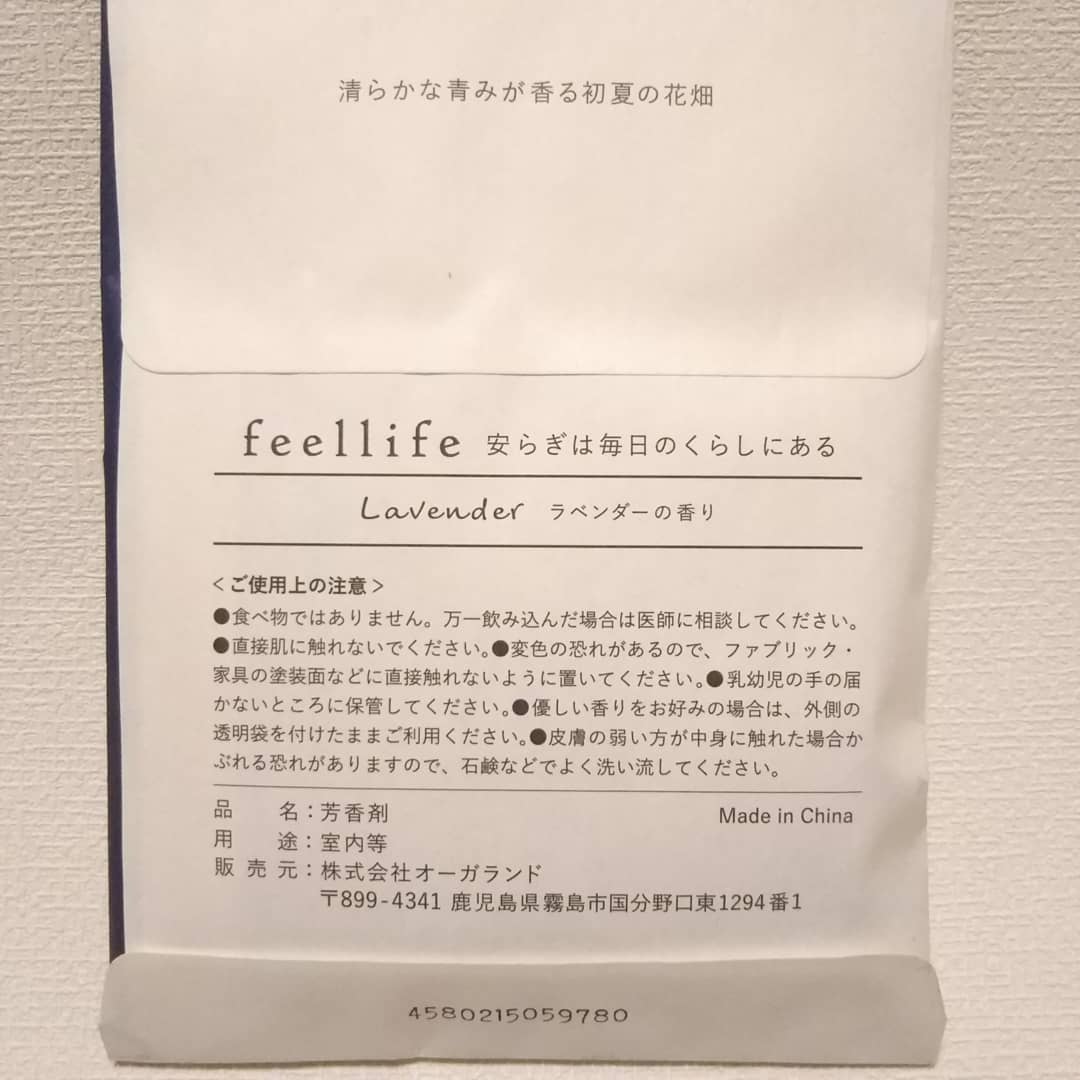 清らかな青みが香る初夏の花畑
feellife 安らぎは毎日のくらしにある
Lavender ラベンダーの香り
<ご使用上の注意>
●食べ物ではありません。万一飲み込んだ場合は医師に相談してください。
●直接肌に触れないでください。●変色の恐れがあるので、ファブリック・
家具の塗装面などに直接触れないように置いてください。●乳幼児の手の届
かないところに保管してください。●優しい香りをお好みの場合は、外側の
透明袋を付けたままご利用ください。●皮膚の弱い方が中身に触れた場合か
ぶれる恐れがありますので、石鹸などでよく洗い流してください。
品名：芳香剤 Made in China
用途：室内等
販売元：株式会社オーガランド
〒899-4341 鹿児島県霧島市国分野口東1294番1
4580215059780